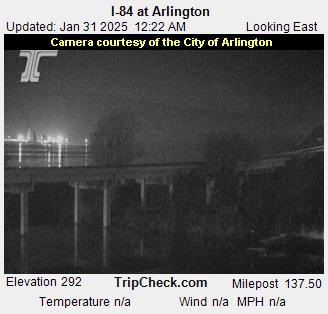 I-84 at Arlington
Updated: Jan 31 2025 12:22 AM Looking East
Camera courtesy of the City of Arlington
Elevation 292 TripCheck.com Milepost 137.50
Temperature n/a Wind n/a MPH n/a